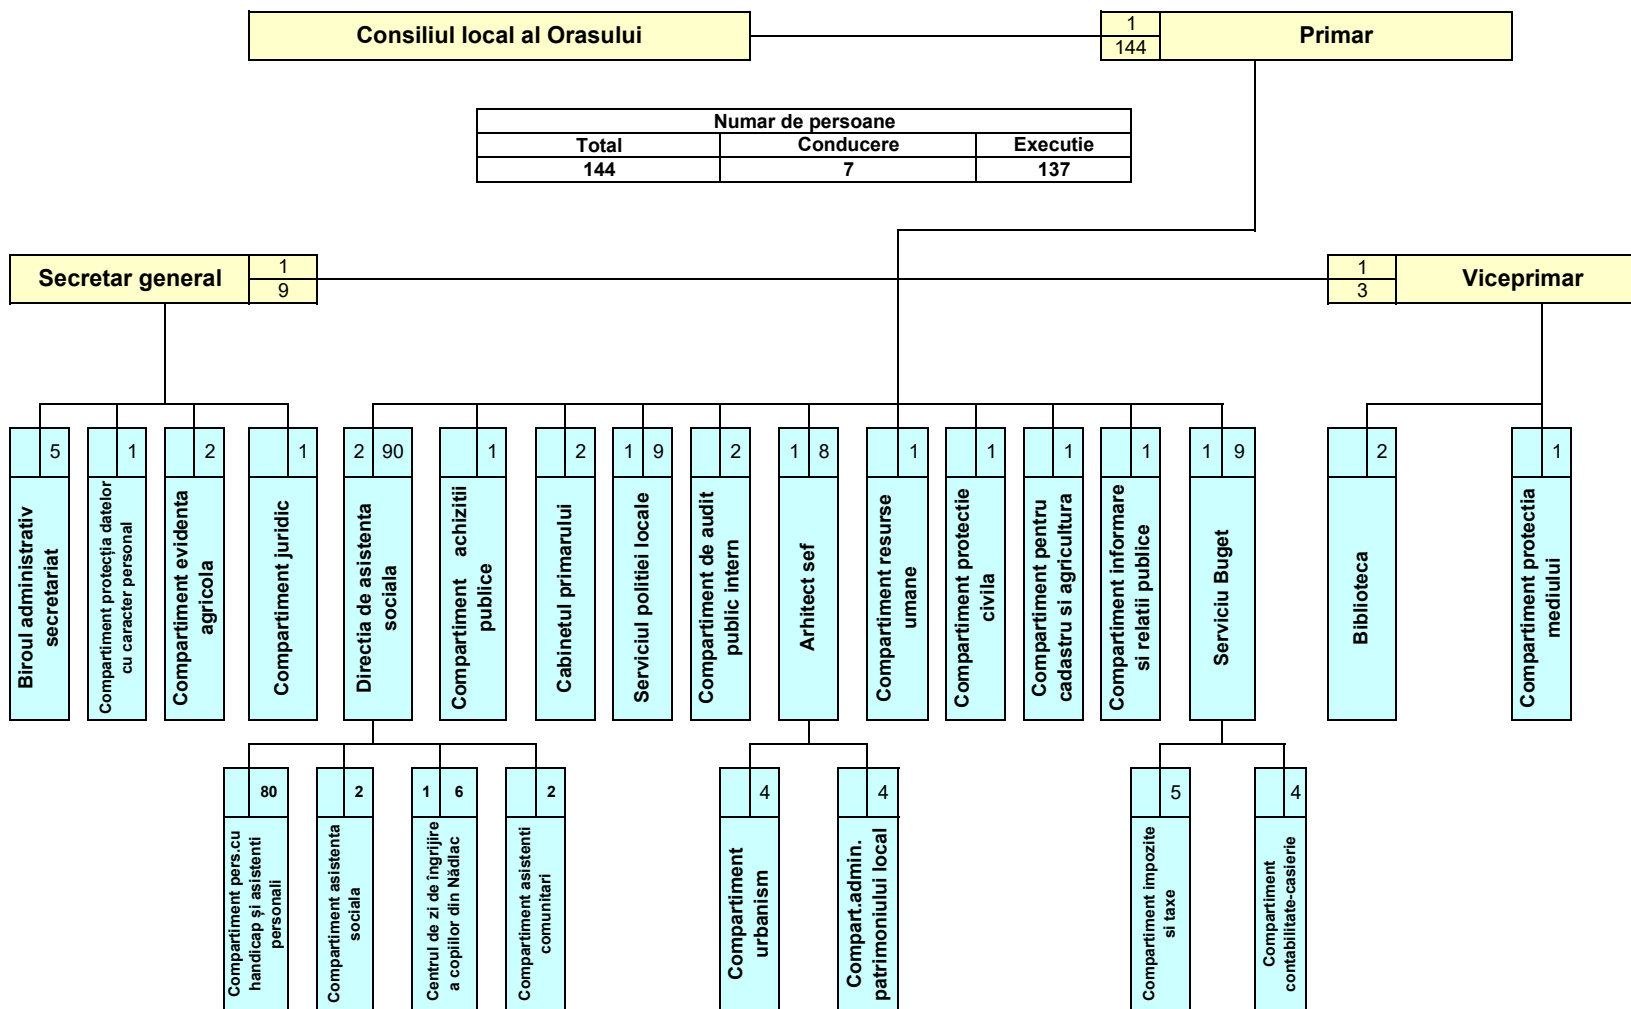 Consiliul local al Orasului
1
144
Primar
Numar de persoane
Total Conducere Executie
144 7 137
Secretar general
1
9
1
3
Viceprimar
5
Biroul administrativ
secretariat
1
Compartiment protecția datelor
cu caracter personal
2
Compartiment evidenta
agricola
1
Compartiment juridic
2 90
Directia de asistenta
sociala
1
Compartiment achizitii
publice
2
Cabinetul primarului
1 9
Serviciul politiei locale
2
Compartiment de audit
public intern
1 8
Arhitect sef
1
Compartiment resurse
umane
1
Compartiment protectie
civila
1
Compartiment pentru
cadastru si agricultura
1
Compartiment informare
si relatii publice
1 9
Serviciu Buget
2
Biblioteca
1
Compartiment protectia
mediului
80
Compartiment pers.cu
handicap și asistenti
personali
2
Compartiment asistenta
sociala
1 6
Centrul de zi de îngrijire
a copiilor din Nădlac
2
Compartiment asistenti
comunitari
4
Compartiment
urbanism
4
Compart.admin.
patrimoniului local
5
Compartiment impozite
si taxe
4
Compartiment
contabilitate-casierie